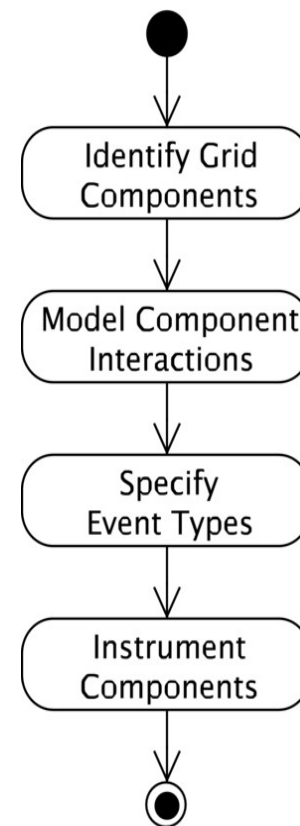 Identify Grid
Components
Model Component
Interactions
Specify
Event Types
Instrument
Components